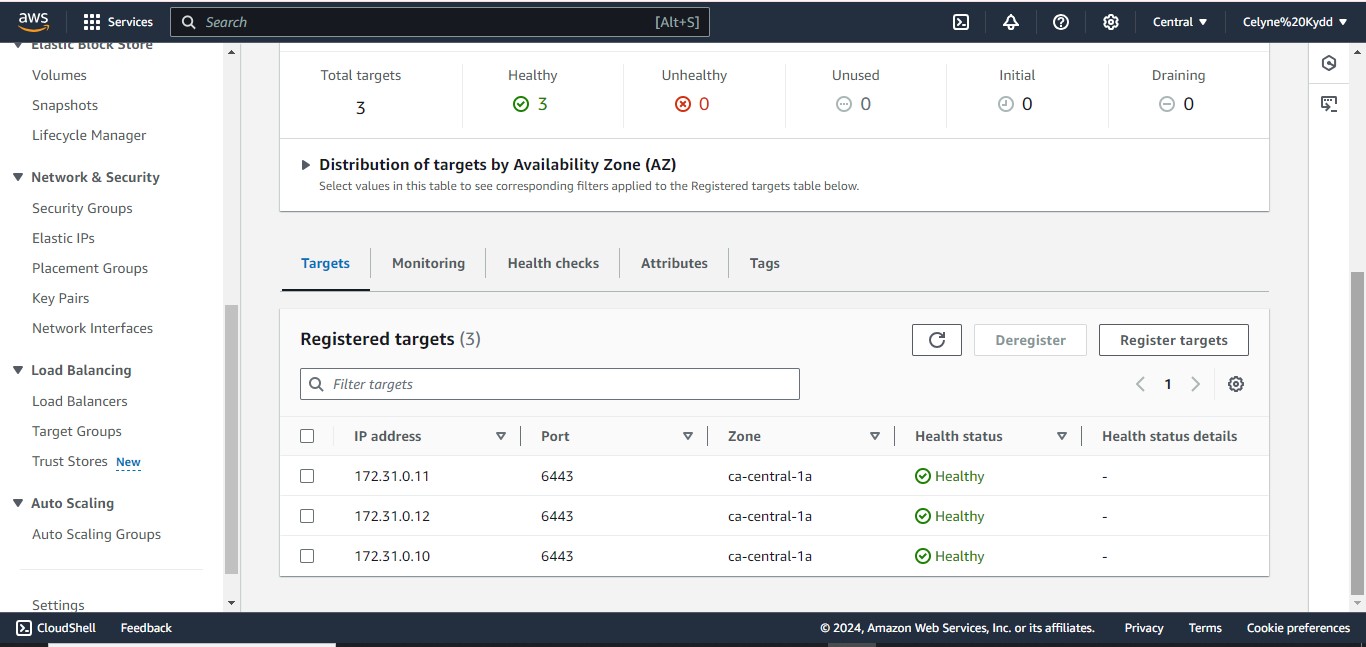 aws
Services
Search
[Alt+S]
Central
Celyne%20Kydd
Elastic Block Store
Volumes
Snapshots
Lifecycle Manager
Network & Security
Security Groups
Elastic IPs
Placement Groups
Key Pairs
Network Interfaces
Load Balancing
Load Balancers
Target Groups
Trust Stores New
Auto Scaling
Auto Scaling Groups
Settings
Total targets
3
Healthy
3
Unhealthy
0
Unused
0
Initial
0
Draining
0
Distribution of targets by Availability Zone (AZ)
Select values in this table to see corresponding filters applied to the Registered targets table below.
Targets
Monitoring
Health checks
Attributes
Tags
Registered targets (3)
Deregister
Register targets
Filter targets
1
IP address Port Zone Health status Health status details
172.31.0.11 6443 ca-central-1a Healthy -
172.31.0.12 6443 ca-central-1a Healthy -
172.31.0.10 6443 ca-central-1a Healthy -
CloudShell
Feedback
© 2024, Amazon Web Services, Inc. or its affiliates.
Privacy
Terms
Cookie preferences